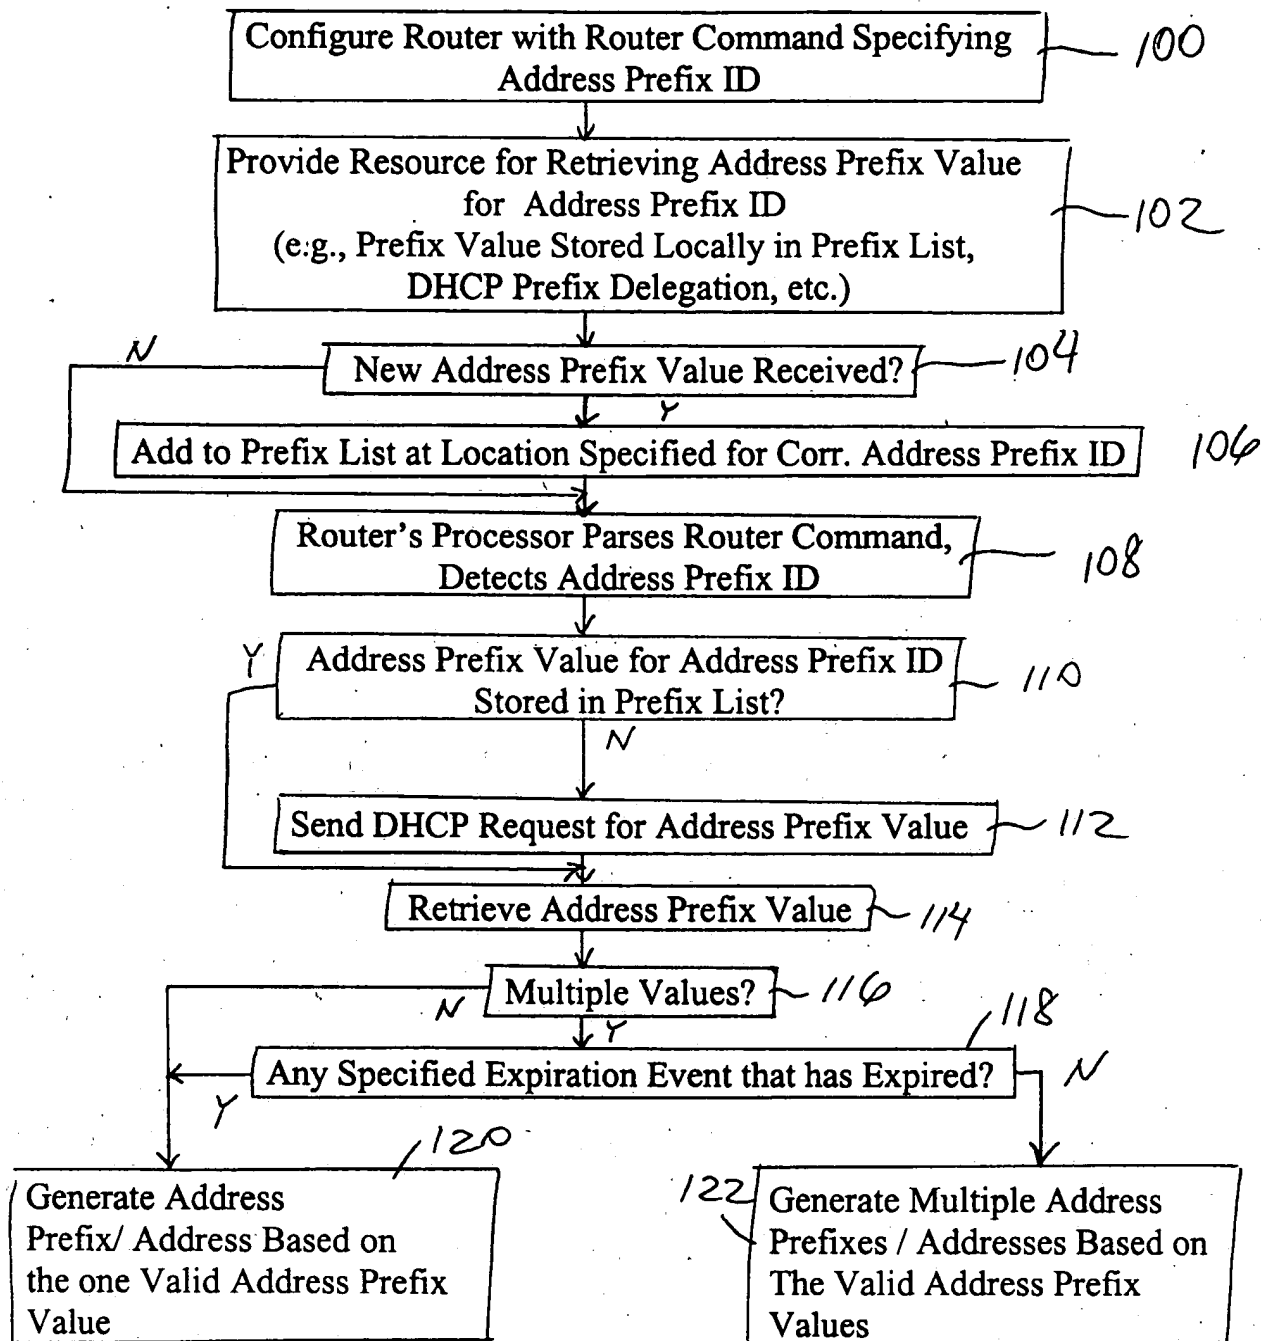 Configure Router with Router Command Specifying
Address Prefix ID
100
Provide Resource for Retrieving Address Prefix Value
for Address Prefix ID
(e.g., Prefix Value Stored Locally in Prefix List,
DHCP Prefix Delegation, etc.)
102
N
New Address Prefix Value Received?
104
Y
Add to Prefix List at Location Specified for Corr. Address Prefix ID
106
Router's Processor Parses Router Command,
Detects Address Prefix ID
108
Y
Address Prefix Value for Address Prefix ID
Stored in Prefix List?
110
N
Send DHCP Request for Address Prefix Value
112
Retrieve Address Prefix Value
114
Multiple Values?
116
N
Y
118
Any Specified Expiration Event that has Expired?
N
Y
120
Generate Address
Prefix/ Address Based on
the one Valid Address Prefix
Value
122
Generate Multiple Address
Prefixes / Addresses Based on
The Valid Address Prefix
Values